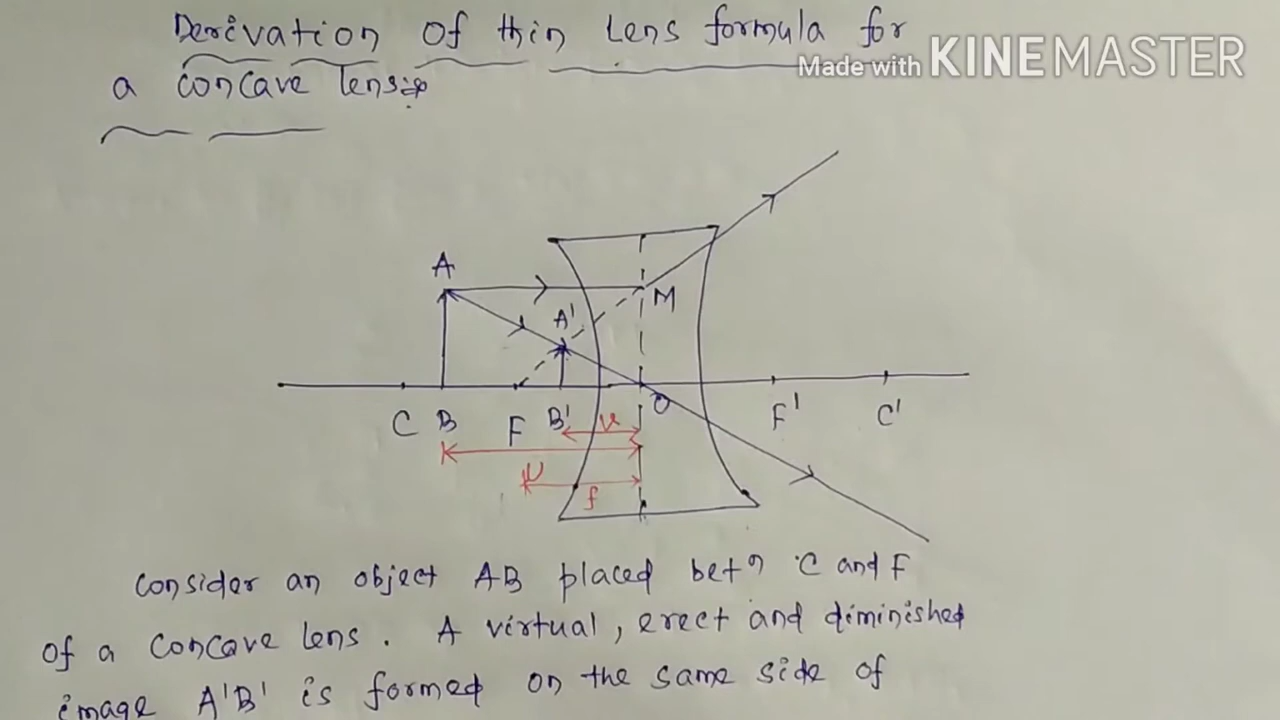 Derivation of thin Lens formula for
Made with KINEMASTER
a concave lens:-
A
M
A'
C B F B' u O F' C'
U
f
Consider an object AB placed betn C and F
of a concave lens. A virtual, erect and diminished
image A'B' is formed on the same side of